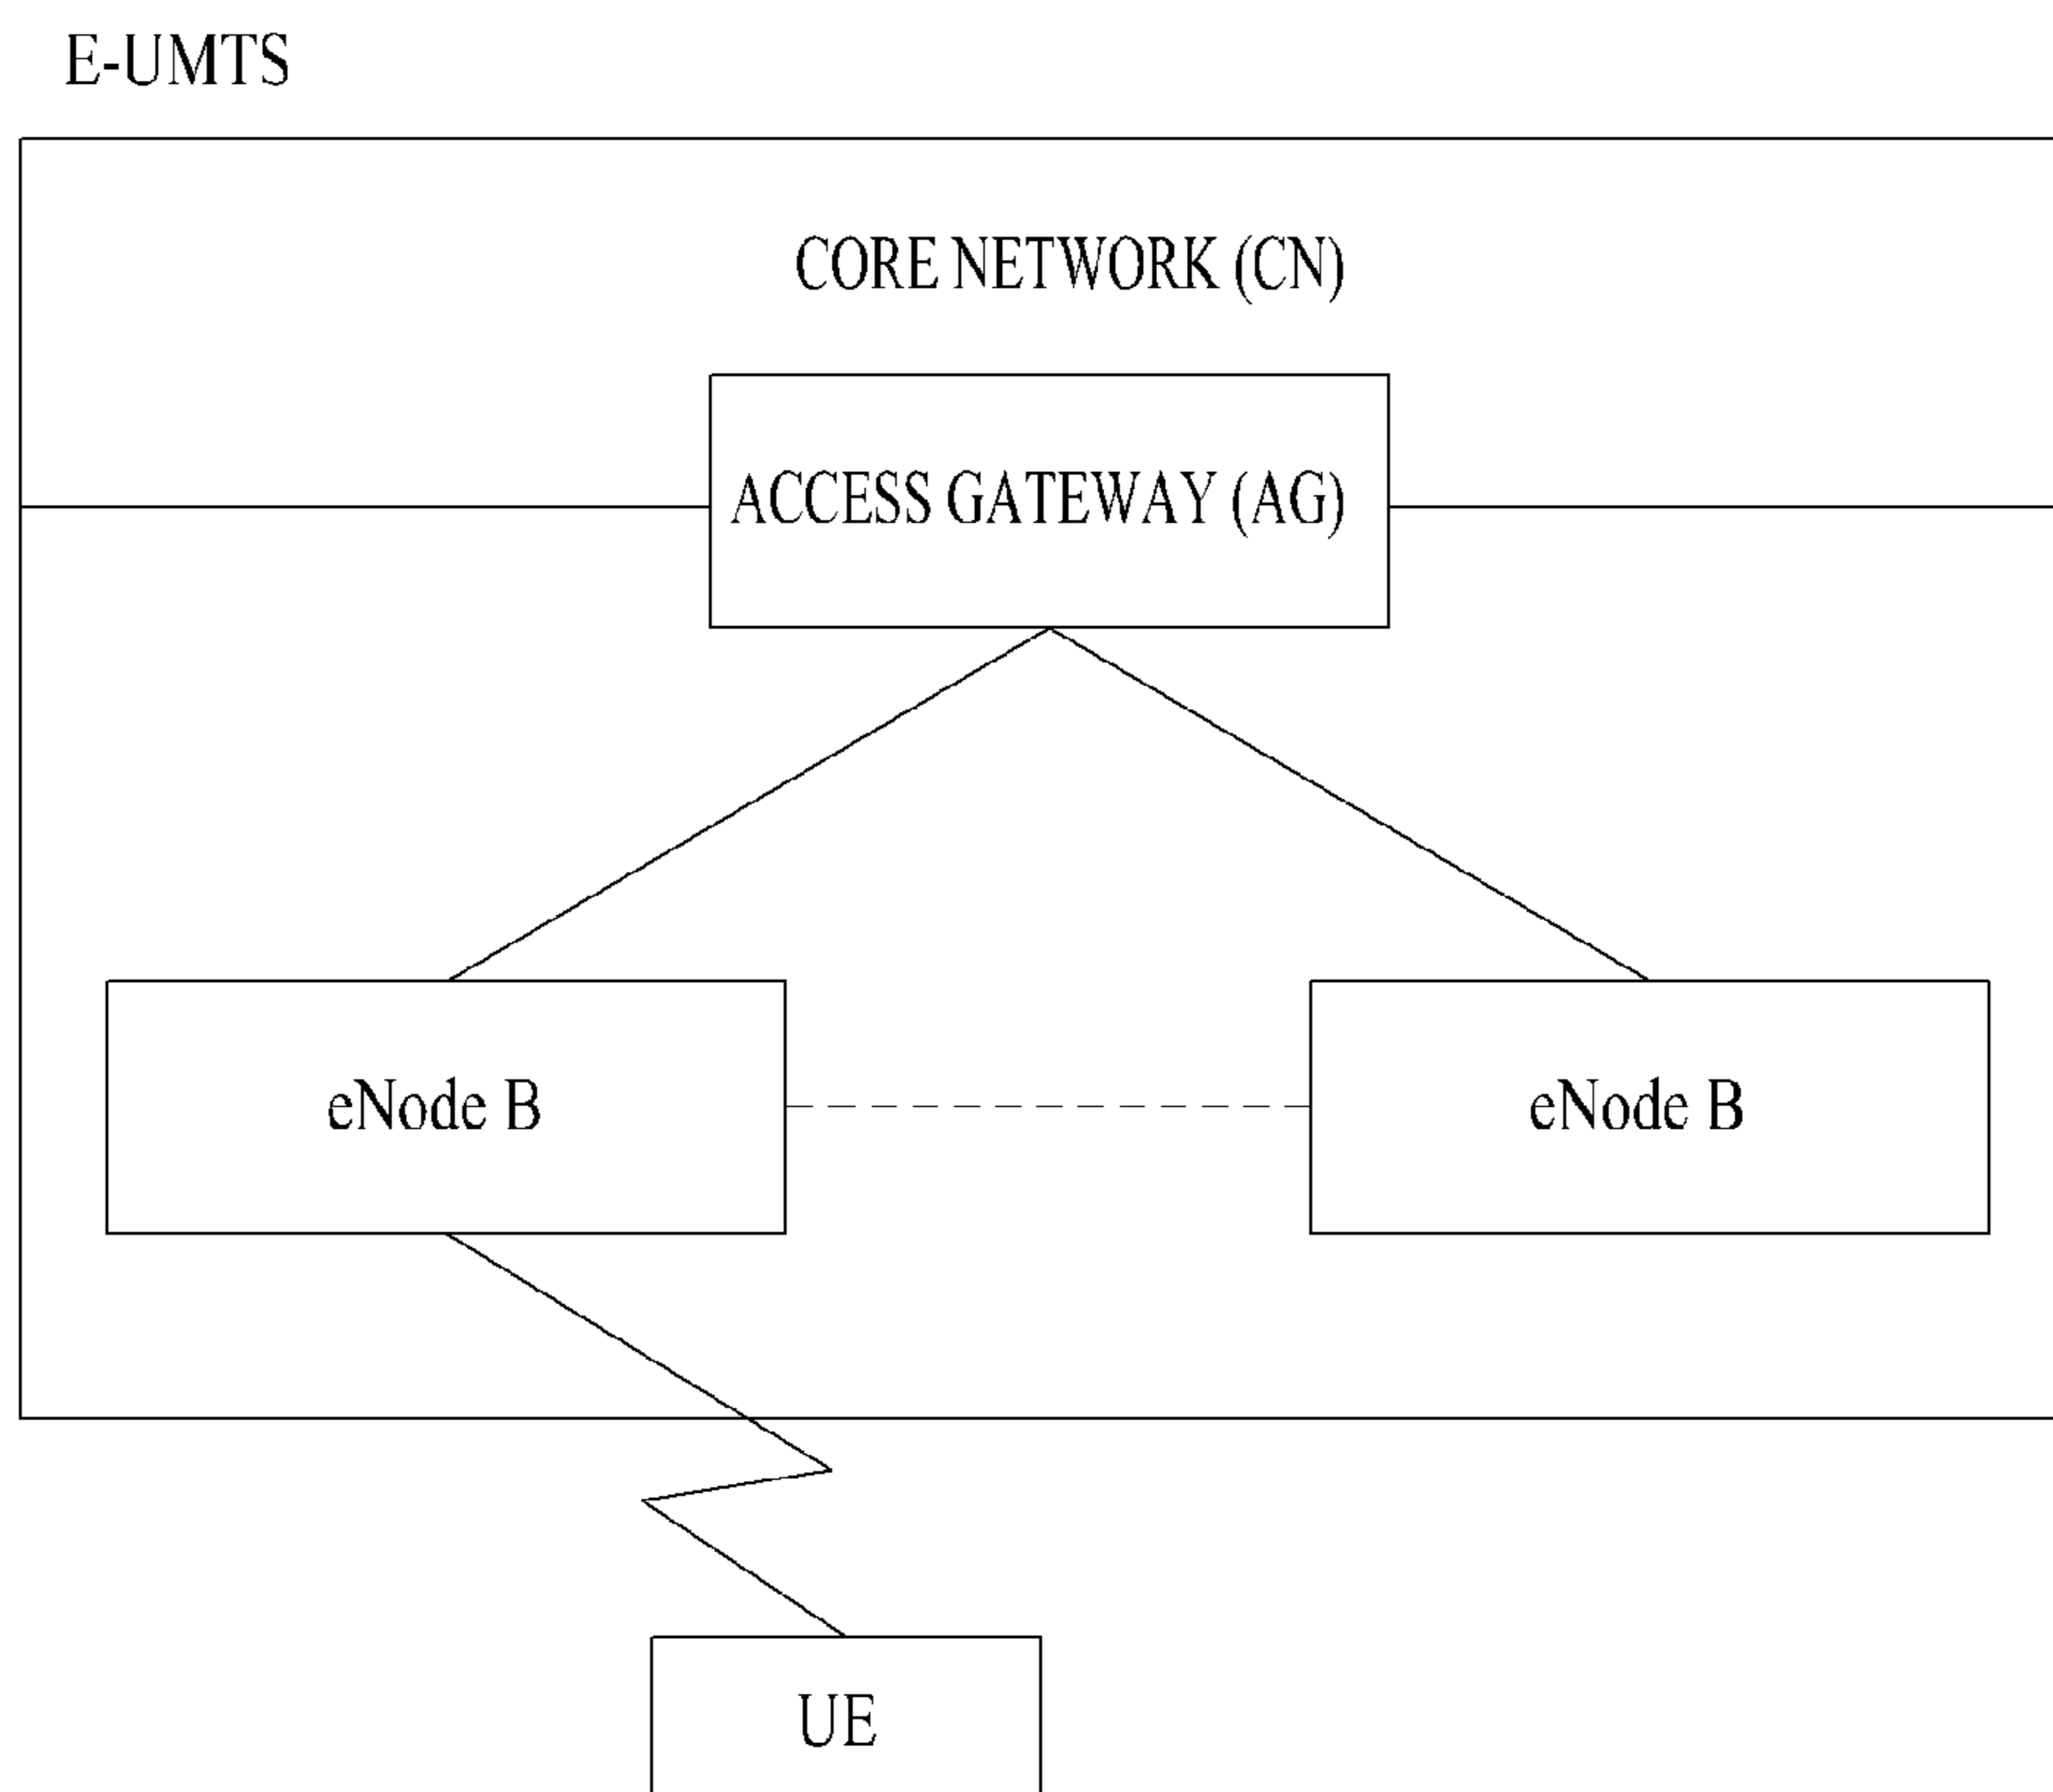 E-UMTS
CORE NETWORK (CN)
ACCESS GATEWAY (AG)
eNode B
eNode B
UE